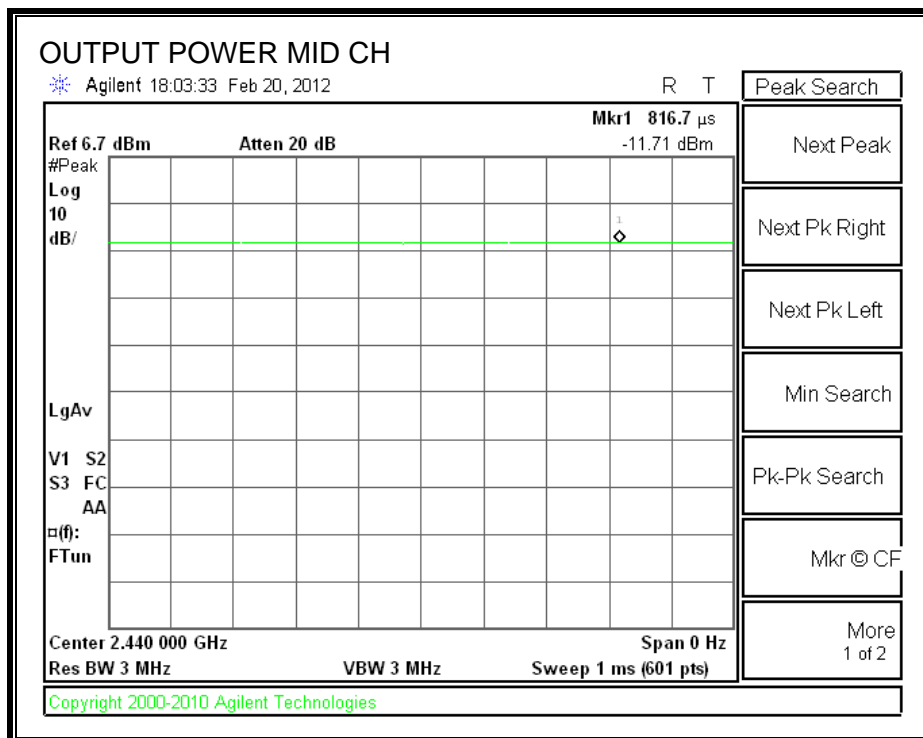 OUTPUT POWER MID CH
Agilent 18:03:33 Feb 20, 2012
R T
Mkr1 816.7 µs
Ref 6.7 dBm Atten 20 dB -11.71 dBm
#Peak
Log
10
dB/
1
LgAv
V1 S2
S3 FC
AA
¤(f):
FTun
Center 2.440 000 GHz Span 0 Hz
Res BW 3 MHz VBW 3 MHz Sweep 1 ms (601 pts)
Copyright 2000-2010 Agilent Technologies
Peak Search
Next Peak
Next Pk Right
Next Pk Left
Min Search
Pk-Pk Search
Mkr © CF
More
1 of 2